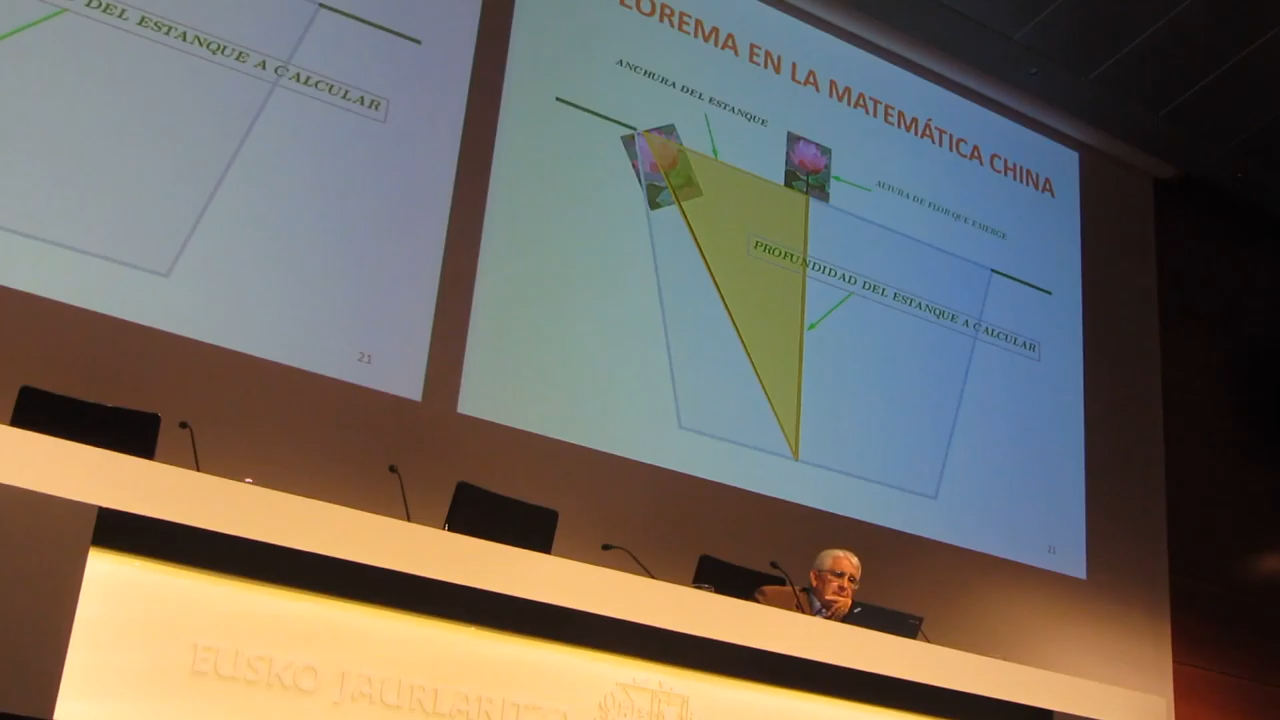 DEL ESTANQUE A CALCULAR
21
EOREMA EN LA MATEMÁTICA CHINA
ANCHURA DEL ESTANQUE
ALTURA DE FLOR QUE EMERGE
PROFUNDIDAD DEL ESTANQUE A CALCULAR
21
EUSKO JAURLARITZA